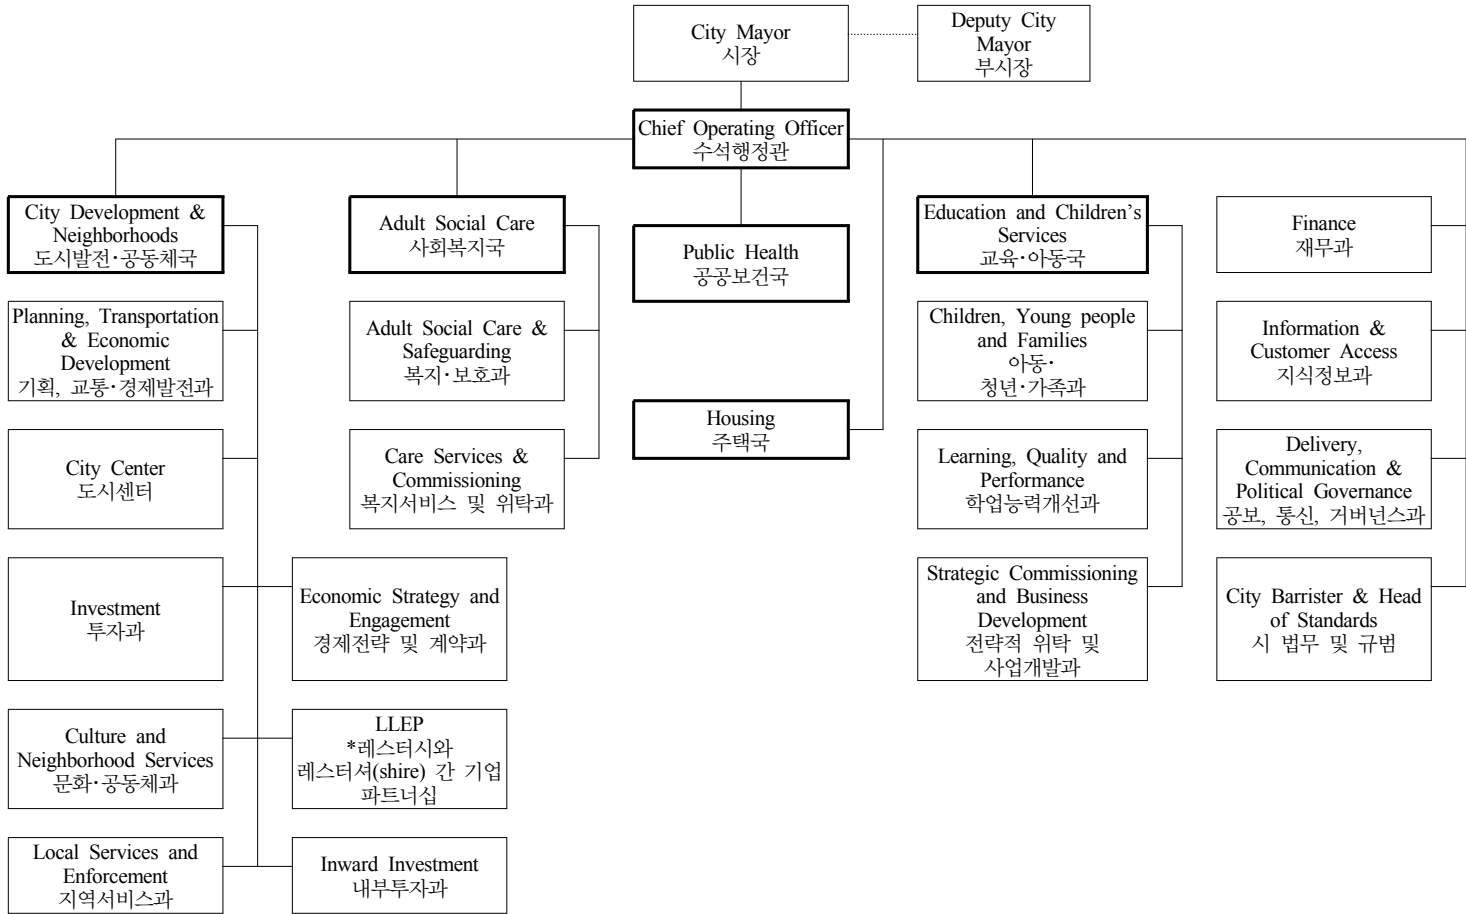 City Mayor
시장
Deputy City
Mayor
부시장
Chief Operating Officer
수석행정관
City Development &
Neighborhoods
도시발전·공동체국
Adult Social Care
사회복지국
Public Health
공공보건국
Education and Children's
Services
교육·아동국
Finance
재무과
Planning, Transportation
& Economic
Development
기획, 교통·경제발전과
Adult Social Care &
Safeguarding
복지·보호과
Children, Young people
and Families
아동·
청년·가족과
Information &
Customer Access
지식정보과
Housing
주택국
City Center
도시센터
Care Services &
Commissioning
복지서비스 및 위탁과
Learning, Quality and
Performance
학업능력개선과
Delivery,
Communication &
Political Governance
공보, 통신, 거버넌스과
Investment
투자과
Economic Strategy and
Engagement
경제전략 및 계약과
Strategic Commissioning
and Business
Development
전략적 위탁 및
사업개발과
City Barrister & Head
of Standards
시 법무 및 규범
Culture and
Neighborhood Services
문화·공동체과
LLEP
*레스터시와
레스터셔(shire) 간 기업
파트너십
Local Services and
Enforcement
지역서비스과
Inward Investment
내부투자과